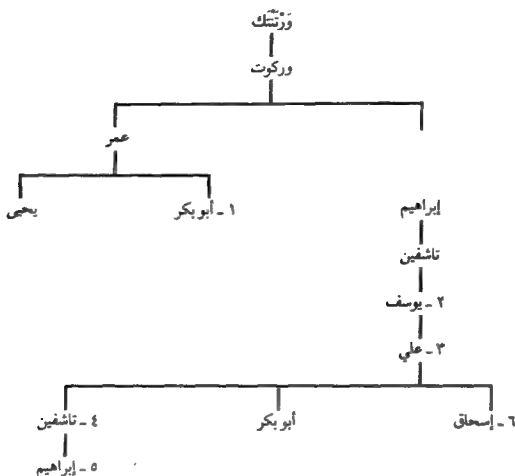 وَرْتَنْتَك
وركوت
عمر
١ ـ أبو بكر
يحيى
إبراهيم
تاشفين
٢ ـ يوسف
٣ ـ علي
٦ ـ إسحاق
أبو بكر
٤ ـ تاشفين
٥ ـ إبراهيم